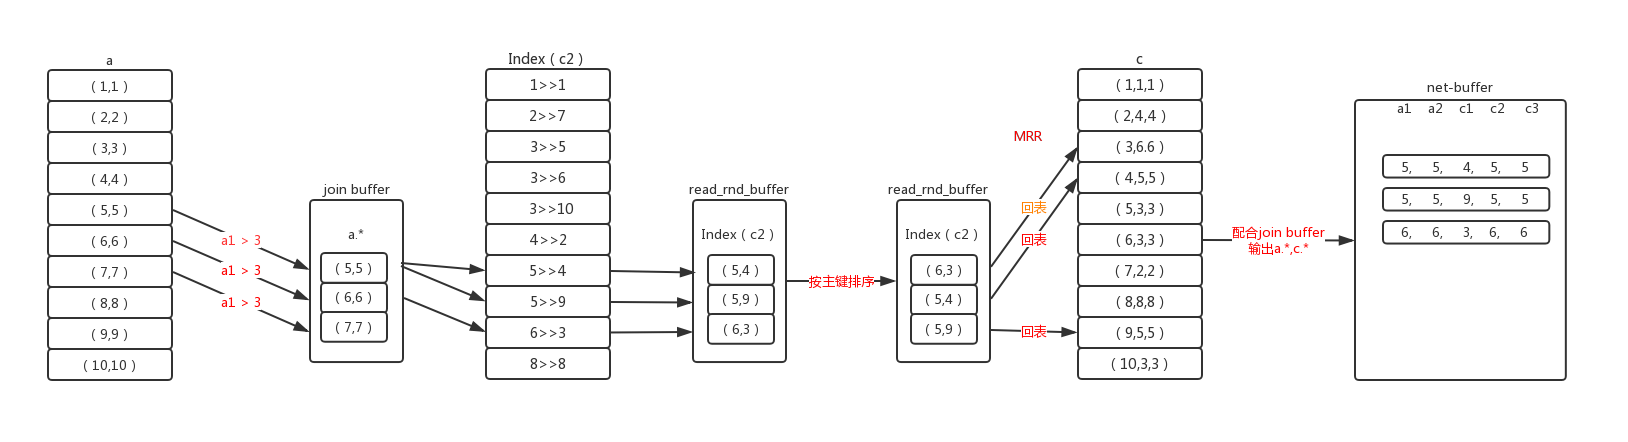 a
( 1,1 )
( 2,2 )
( 3,3 )
( 4,4 )
( 5,5 )
( 6,6 )
( 7,7 )
( 8,8 )
( 9,9 )
( 10,10 )
a1 > 3
a1 > 3
a1 > 3
join buffer
a.*
( 5,5 )
( 6,6 )
( 7,7 )
Index ( c2 )
1>>1
2>>7
3>>5
3>>6
3>>10
4>>2
5>>4
5>>9
6>>3
8>>8
read_rnd_buffer
Index ( c2 )
( 5,4 )
( 5,9 )
( 6,3 )
按主键排序
read_rnd_buffer
Index ( c2 )
( 6,3 )
( 5,4 )
( 5,9 )
MRR
回表
回表
回表
c
( 1,1,1 )
( 2,4,4 )
( 3,6.6 )
( 4,5,5 )
( 5,3,3 )
( 6,3,3 )
( 7,2,2 )
( 8,8,8 )
( 9,5,5 )
( 10,3,3 )
配合join buffer
输出a.*,c.*
net-buffer
a1 a2 c1 c2 c3
5, 5, 4, 5, 5
5, 5, 9, 5, 5
6, 6, 3, 6, 6